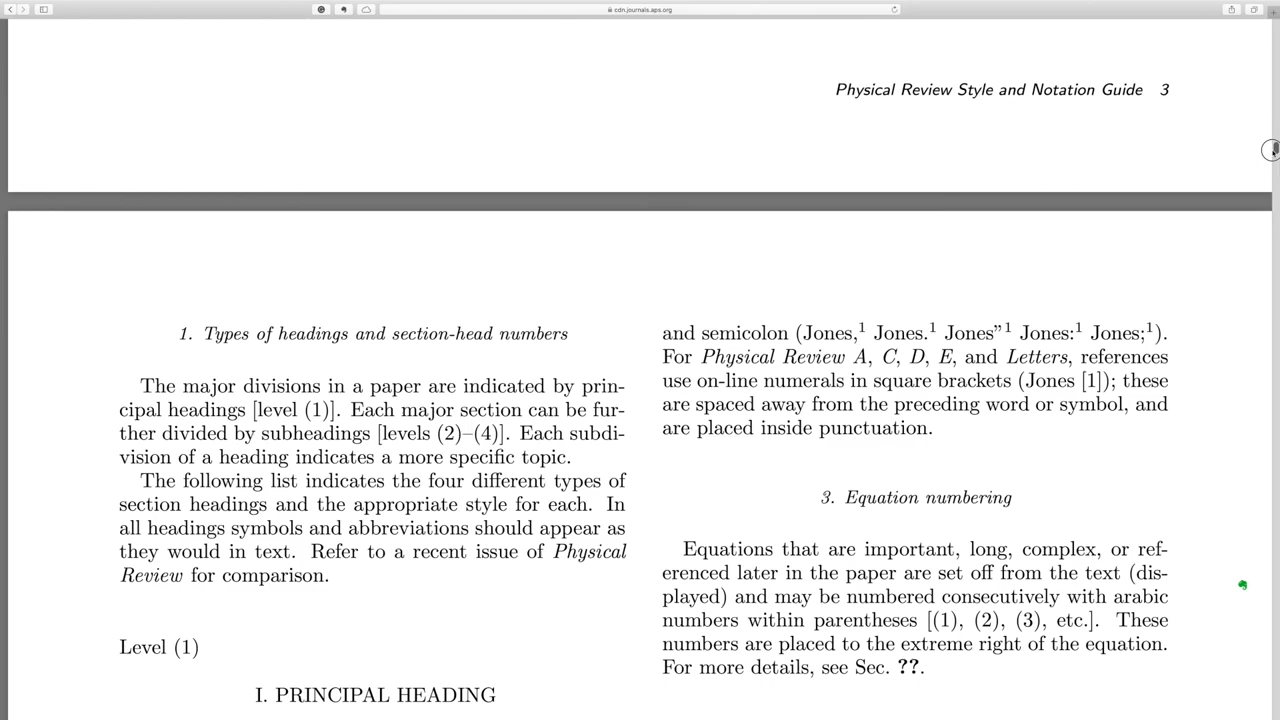 cdn.journals.aps.org
Physical Review Style and Notation Guide 3
1. Types of headings and section-head numbers
The major divisions in a paper are indicated by prin-
cipal headings [level (1)]. Each major section can be fur-
ther divided by subheadings [levels (2)–(4)]. Each subdi-
vision of a heading indicates a more specific topic.
The following list indicates the four different types of
section headings and the appropriate style for each. In
all headings symbols and abbreviations should appear as
they would in text. Refer to a recent issue of Physical
Review for comparison.
Level (1)
I. PRINCIPAL HEADING
and semicolon (Jones,¹ Jones.¹ Jones”¹ Jones:¹ Jones;¹).
For Physical Review A, C, D, E, and Letters, references
use on-line numerals in square brackets (Jones [1]); these
are spaced away from the preceding word or symbol, and
are placed inside punctuation.
3. Equation numbering
Equations that are important, long, complex, or ref-
erenced later in the paper are set off from the text (dis-
played) and may be numbered consecutively with arabic
numbers within parentheses [(1), (2), (3), etc.]. These
numbers are placed to the extreme right of the equation.
For more details, see Sec. ??.